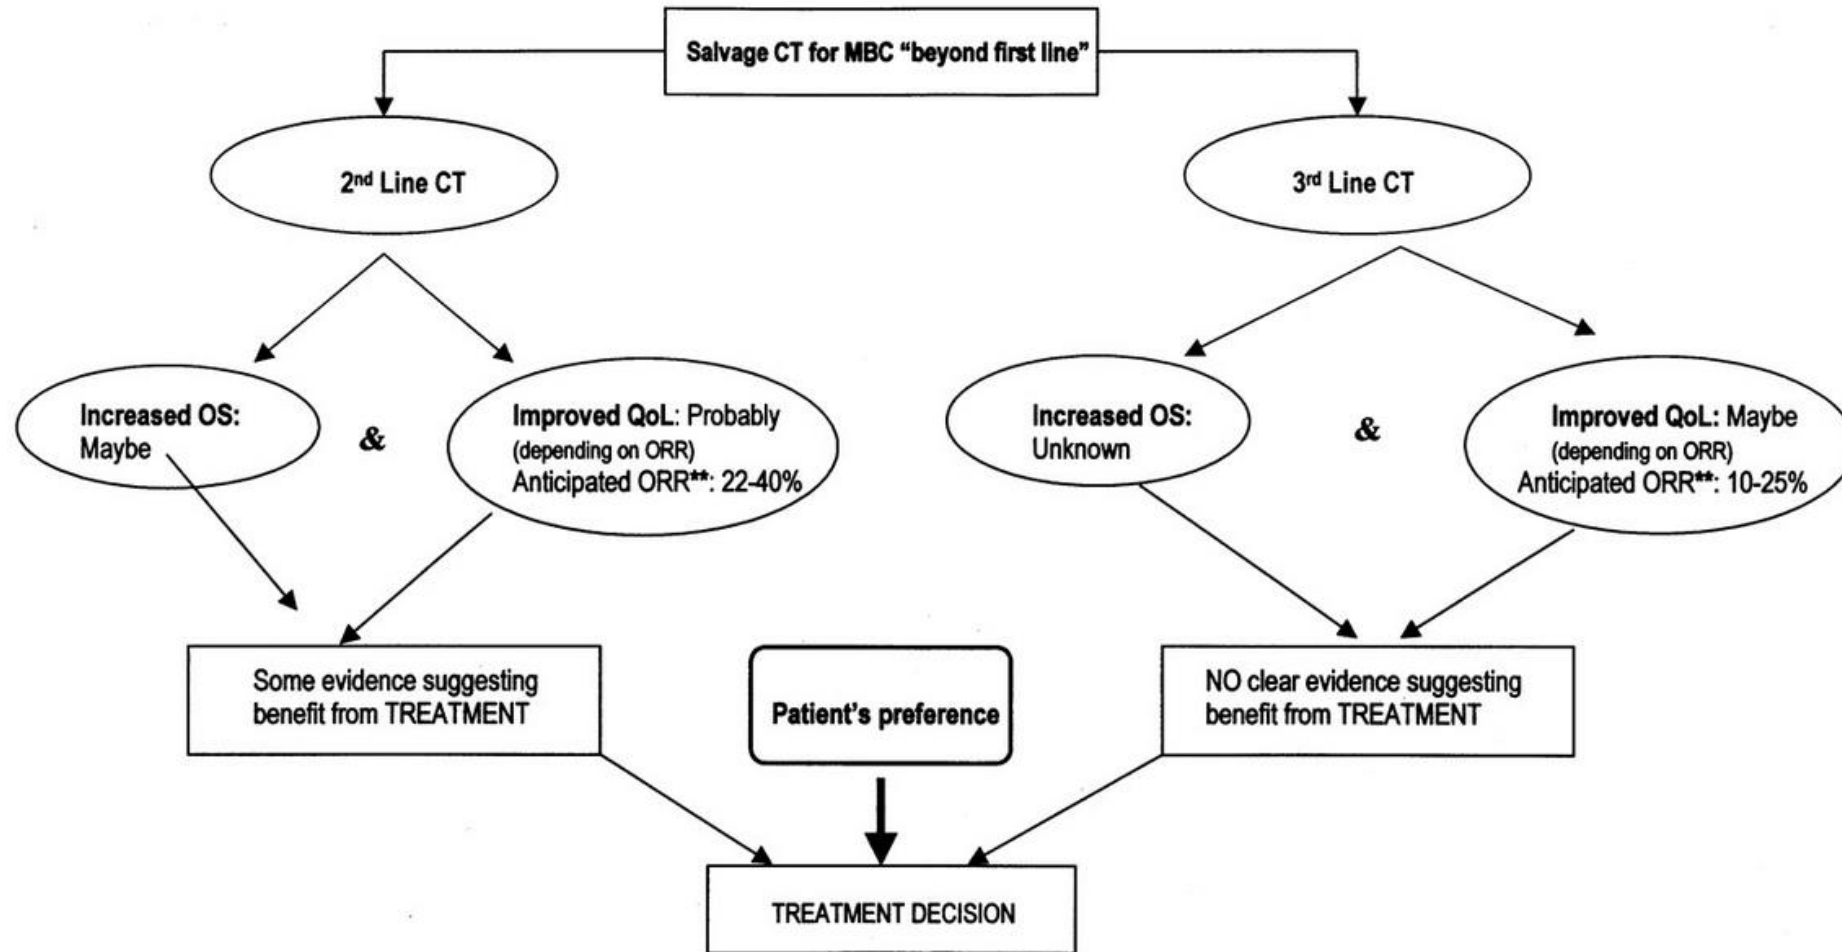 Salvage CT for MBC “beyond first line”
2nd Line CT
3rd Line CT
Increased OS:
Maybe
&
Improved QoL: Probably
(depending on ORR)
Anticipated ORR**: 22-40%
Increased OS:
Unknown
&
Improved QoL: Maybe
(depending on ORR)
Anticipated ORR**: 10-25%
Some evidence suggesting
benefit from TREATMENT
Patient’s preference
NO clear evidence suggesting
benefit from TREATMENT
TREATMENT DECISION